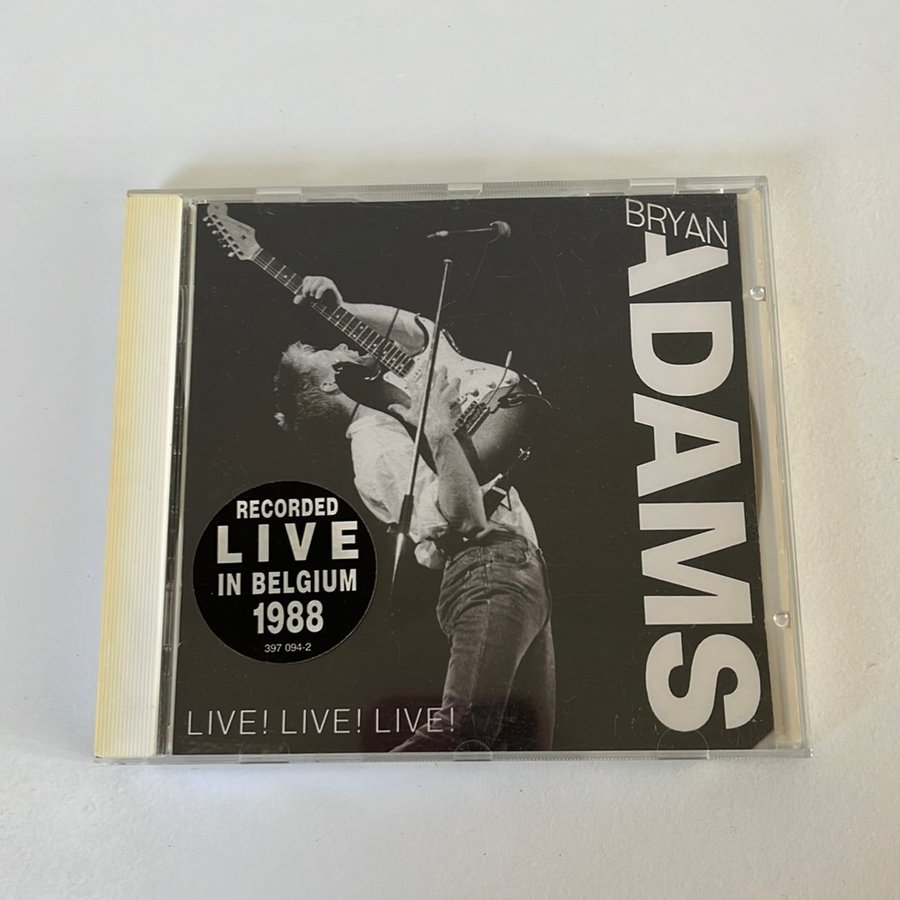 BRYAN
ADAMS
RECORDED
LIVE
IN BELGIUM
1988
397 094-2
LIVE! LIVE! LIVE!